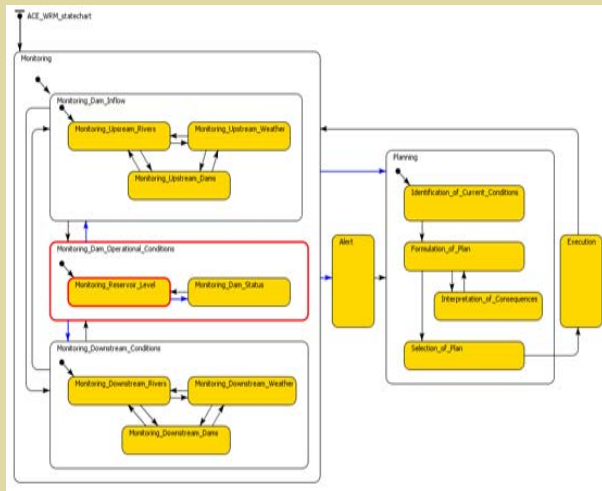 ACE_WRM_statechart
Monitoring
Monitoring_Dam_Inflow
Monitoring_Upsream_Rivers
Monitoring_Upstream_Weather
Monitoring_Upstream_Dams
Monitoring_Dam_Operational_Conditions
Monitoring_Reservoir_Level
Monitoring_Dam_Status
Monitoring_Downstream_Conditions
Monitoring_Downstream_Rivers
Monitoring_Downstream_Weather
Monitoring_Downstream_Dams
Alert
Planning
Identification_of_Current_Conditions
Formulation_of_Plan
Interpretation_of_Consequences
Selection_of_Plan
Execution